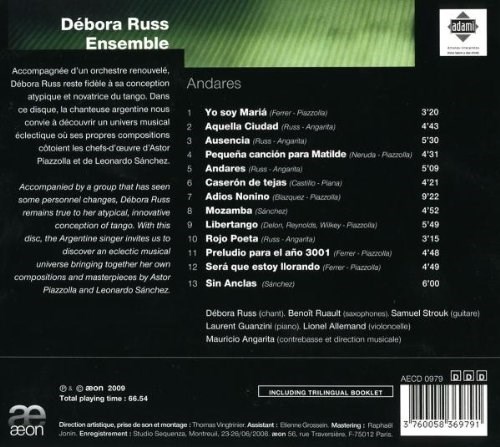 Débora Russ
Ensemble
adami
Accompagnée d'un orchestre renouvelé,
Débora Russ reste fidèle à sa conception
atypique et novatrice du tango. Dans
ce disque, la chanteuse argentine nous
convie à découvrir un univers musical
éclectique où ses propres compositions
côtoient les chefs-d'œuvre d'Astor
Piazzolla et de Leonardo Sánchez.
Accompanied by a group that has seen
some personnel changes, Débora Russ
remains true to her atypical, innovative
conception of tango. With this
disc, the Argentine singer invites us to
discover an eclectic musical
universe bringing together her own
compositions and masterpieces by Astor
Piazzolla and Leonardo Sánchez.
Andares
1 Yo soy Mariá (Ferrer - Piazzolla) 3'20
2 Aquella Ciudad (Russ - Angarita) 4'43
3 Ausencia (Russ - Angarita) 5'30
4 Pequeña canción para Matilde (Neruda - Piazzolla) 4'31
5 Andares (Russ - Angarita) 5'09
6 Caserón de tejas (Castillo - Piana) 4'21
7 Adios Nonino (Blazquez - Piazzolla) 9'22
8 Mozamba (Sánchez) 4'52
9 Libertango (Delon, Reynolds, Wilkey - Piazzolla) 5'49
10 Rojo Poeta (Russ - Angarita) 3'15
11 Preludio para el año 3001 (Ferrer - Piazzolla) 4'48
12 Será que estoy llorando (Ferrer - Piazzolla) 4'49
13 Sin Anclas (Sánchez) 6'00
Débora Russ (chant). Benoît Ruault (saxophones). Samuel Strouk (guitare)
Laurent Guanzini (piano). Lionel Allemand (violoncelle)
Mauricio Angarita (contrebasse et direction musicale)
æ
æon
℗ & © æon 2009
Total playing time : 66.54
INCLUDING TRILINGUAL BOOKLET
AECD 0979 D D D
3 760058 369791
Direction artistique, prise de son et montage : Thomas Vingtrinier. Assistant : Etienne Grossein. Mastering : Raphaël
Jonin. Enregistrement : Studio Sequenza, Montreuil, 23-26/06/2008. æon 56, rue Traversière, F-75012 Paris.